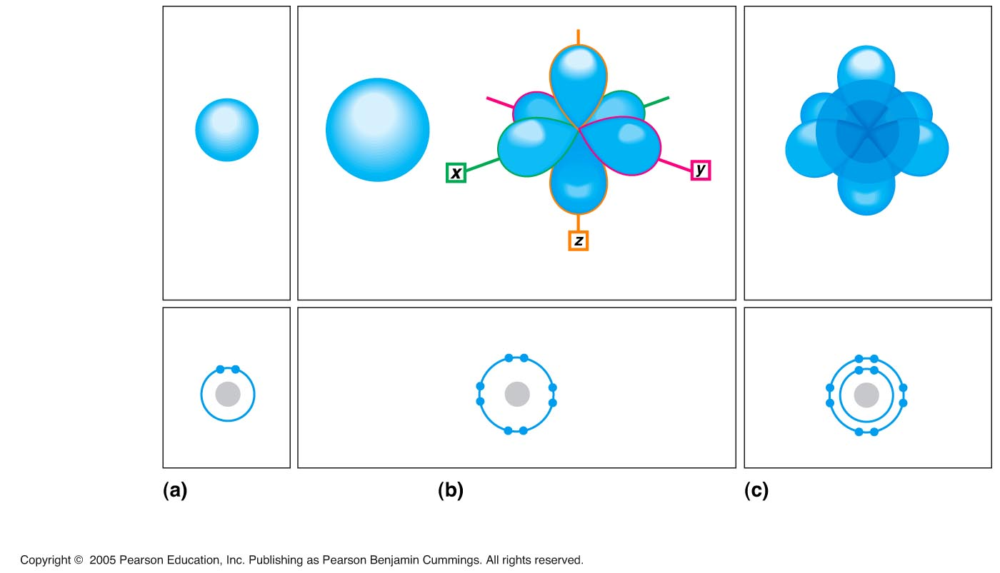 x
y
z
(a)
(b)
(c)
Copyright © 2005 Pearson Education, Inc. Publishing as Pearson Benjamin Cummings. All rights reserved.